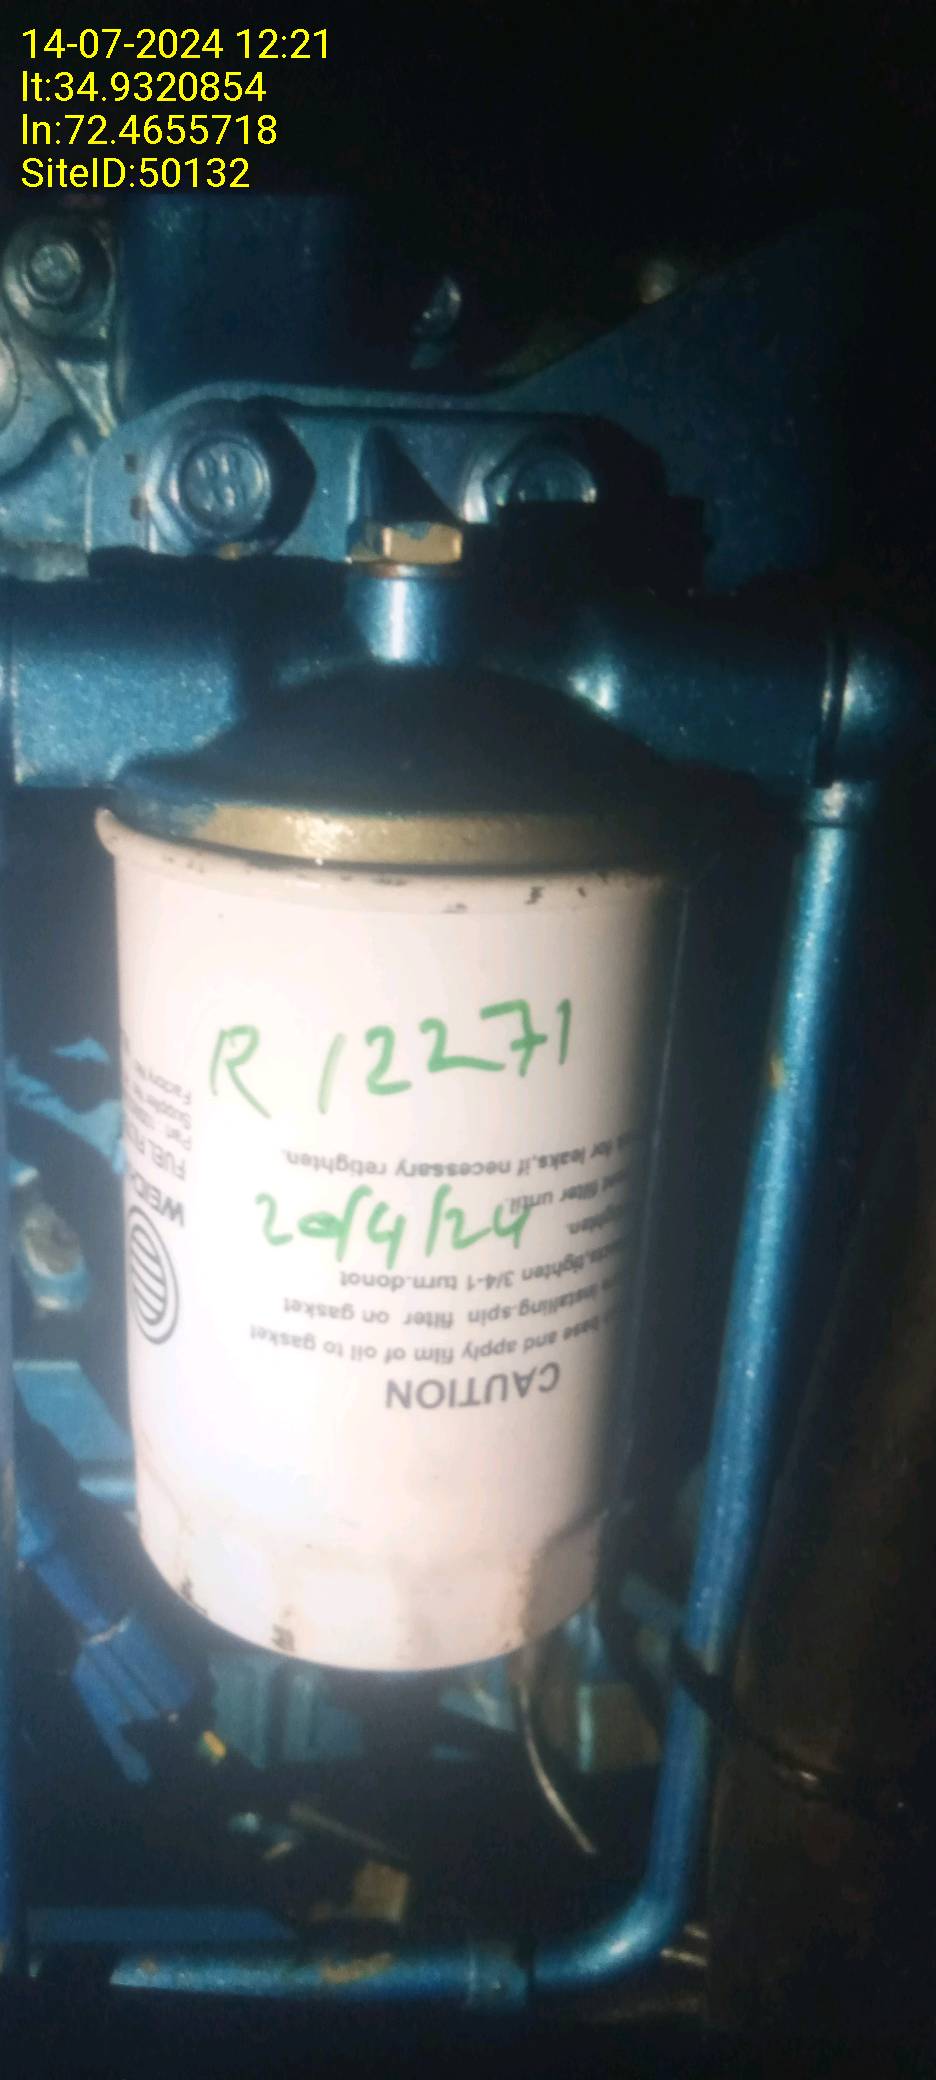 14-07-2024 12:21
lt:34.9320854
ln:72.4655718
SiteID:50132
R 12271
20/4/24
CAUTION
base and apply film of oil to gasket
installing.spin filter on gasket
tighten 3/4-1 turn.donot
filter until
for leaks,if necessary retighten.
FUEL
Factory